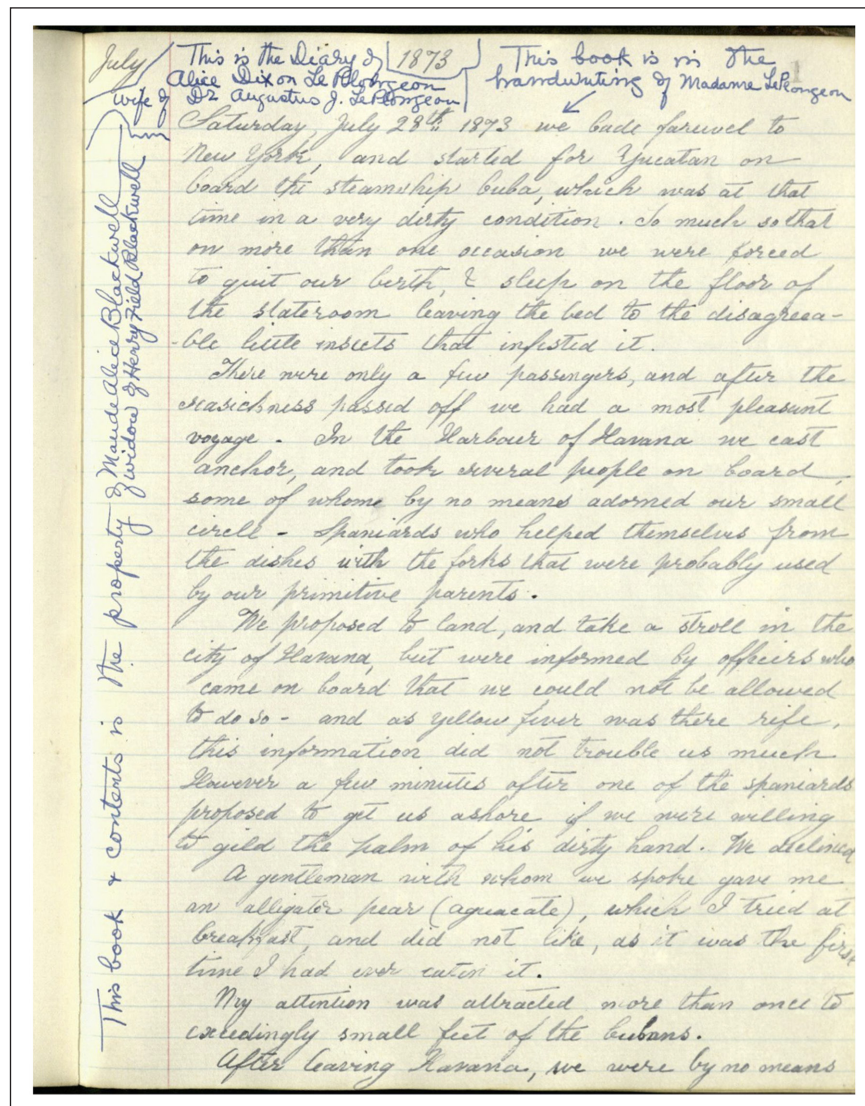 July
This is the Diary of
Alice Dixon Le Plongeon
wife of Dr Augustus J. LePlongeon
1873
This book is in the
handwriting of Madame LePlongeon
1
This book & contents is the property of Maude Alice Blackwell
widow of Henry Field Blackwell
Saturday, July 28th 1873 we bade farewel to
New York, and started for Yucatan on
board the steamship Cuba, which was at that
time in a very dirty condition. So much so that
on more than one occasion we were forced
to quit our berth, & sleep on the floor of
the stateroom leaving the bed to the disagreea-
-ble little insects that infested it.
There were only a few passengers, and after the
seasickness passed off we had a most pleasant
voyage - In the Harbour of Havana we cast
anchor, and took several people on board,
some of whome by no means adorned our small
circle - Spaniards who helped themselves from
the dishes with the forks that were probably used
by our primitive parents.
We proposed to land, and take a stroll in the
city of Havana, but were informed by officers who
came on board that we could not be allowed
to do so - and as yellow fever was there rife,
this information did not trouble us much
However a few minutes after one of the spaniards
proposed to get us ashore if we were willing
to gild the palm of his dirty hand. We declined
A gentleman with whom we spoke gave me
an alligator pear (aguacate), which I tried at
breakfast, and did not like, as it was the first
time I had ever eaten it.
My attention was attracted more than once to
exceedingly small feet of the Cubans.
After leaving Havana, we were by no means